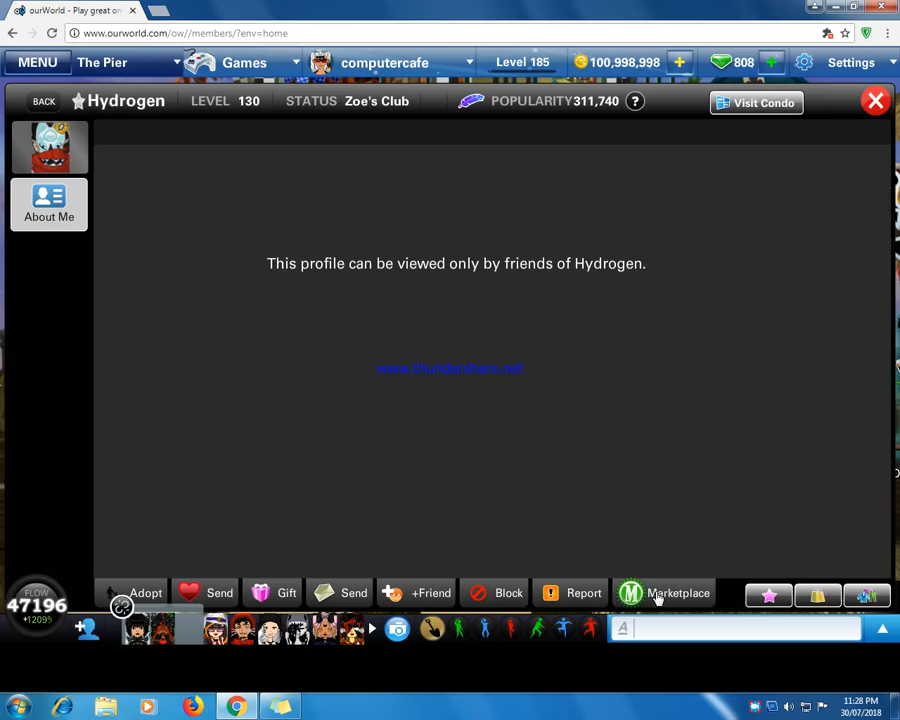 ourWorld - Play great on
www.ourworld.com/ow//members/?env=home
MENU The Pier Games computercafe Level 185 100,998,998 808 Settings
BACK Hydrogen LEVEL 130 STATUS Zoe's Club POPULARITY 311,740 ? Visit Condo
About Me
This profile can be viewed only by friends of Hydrogen.
www.thundershare.net
Adopt Send Gift Send +Friend Block Report M Marketplace
FLOW
47196
+1209%
A
11:28 PM
30/07/2018